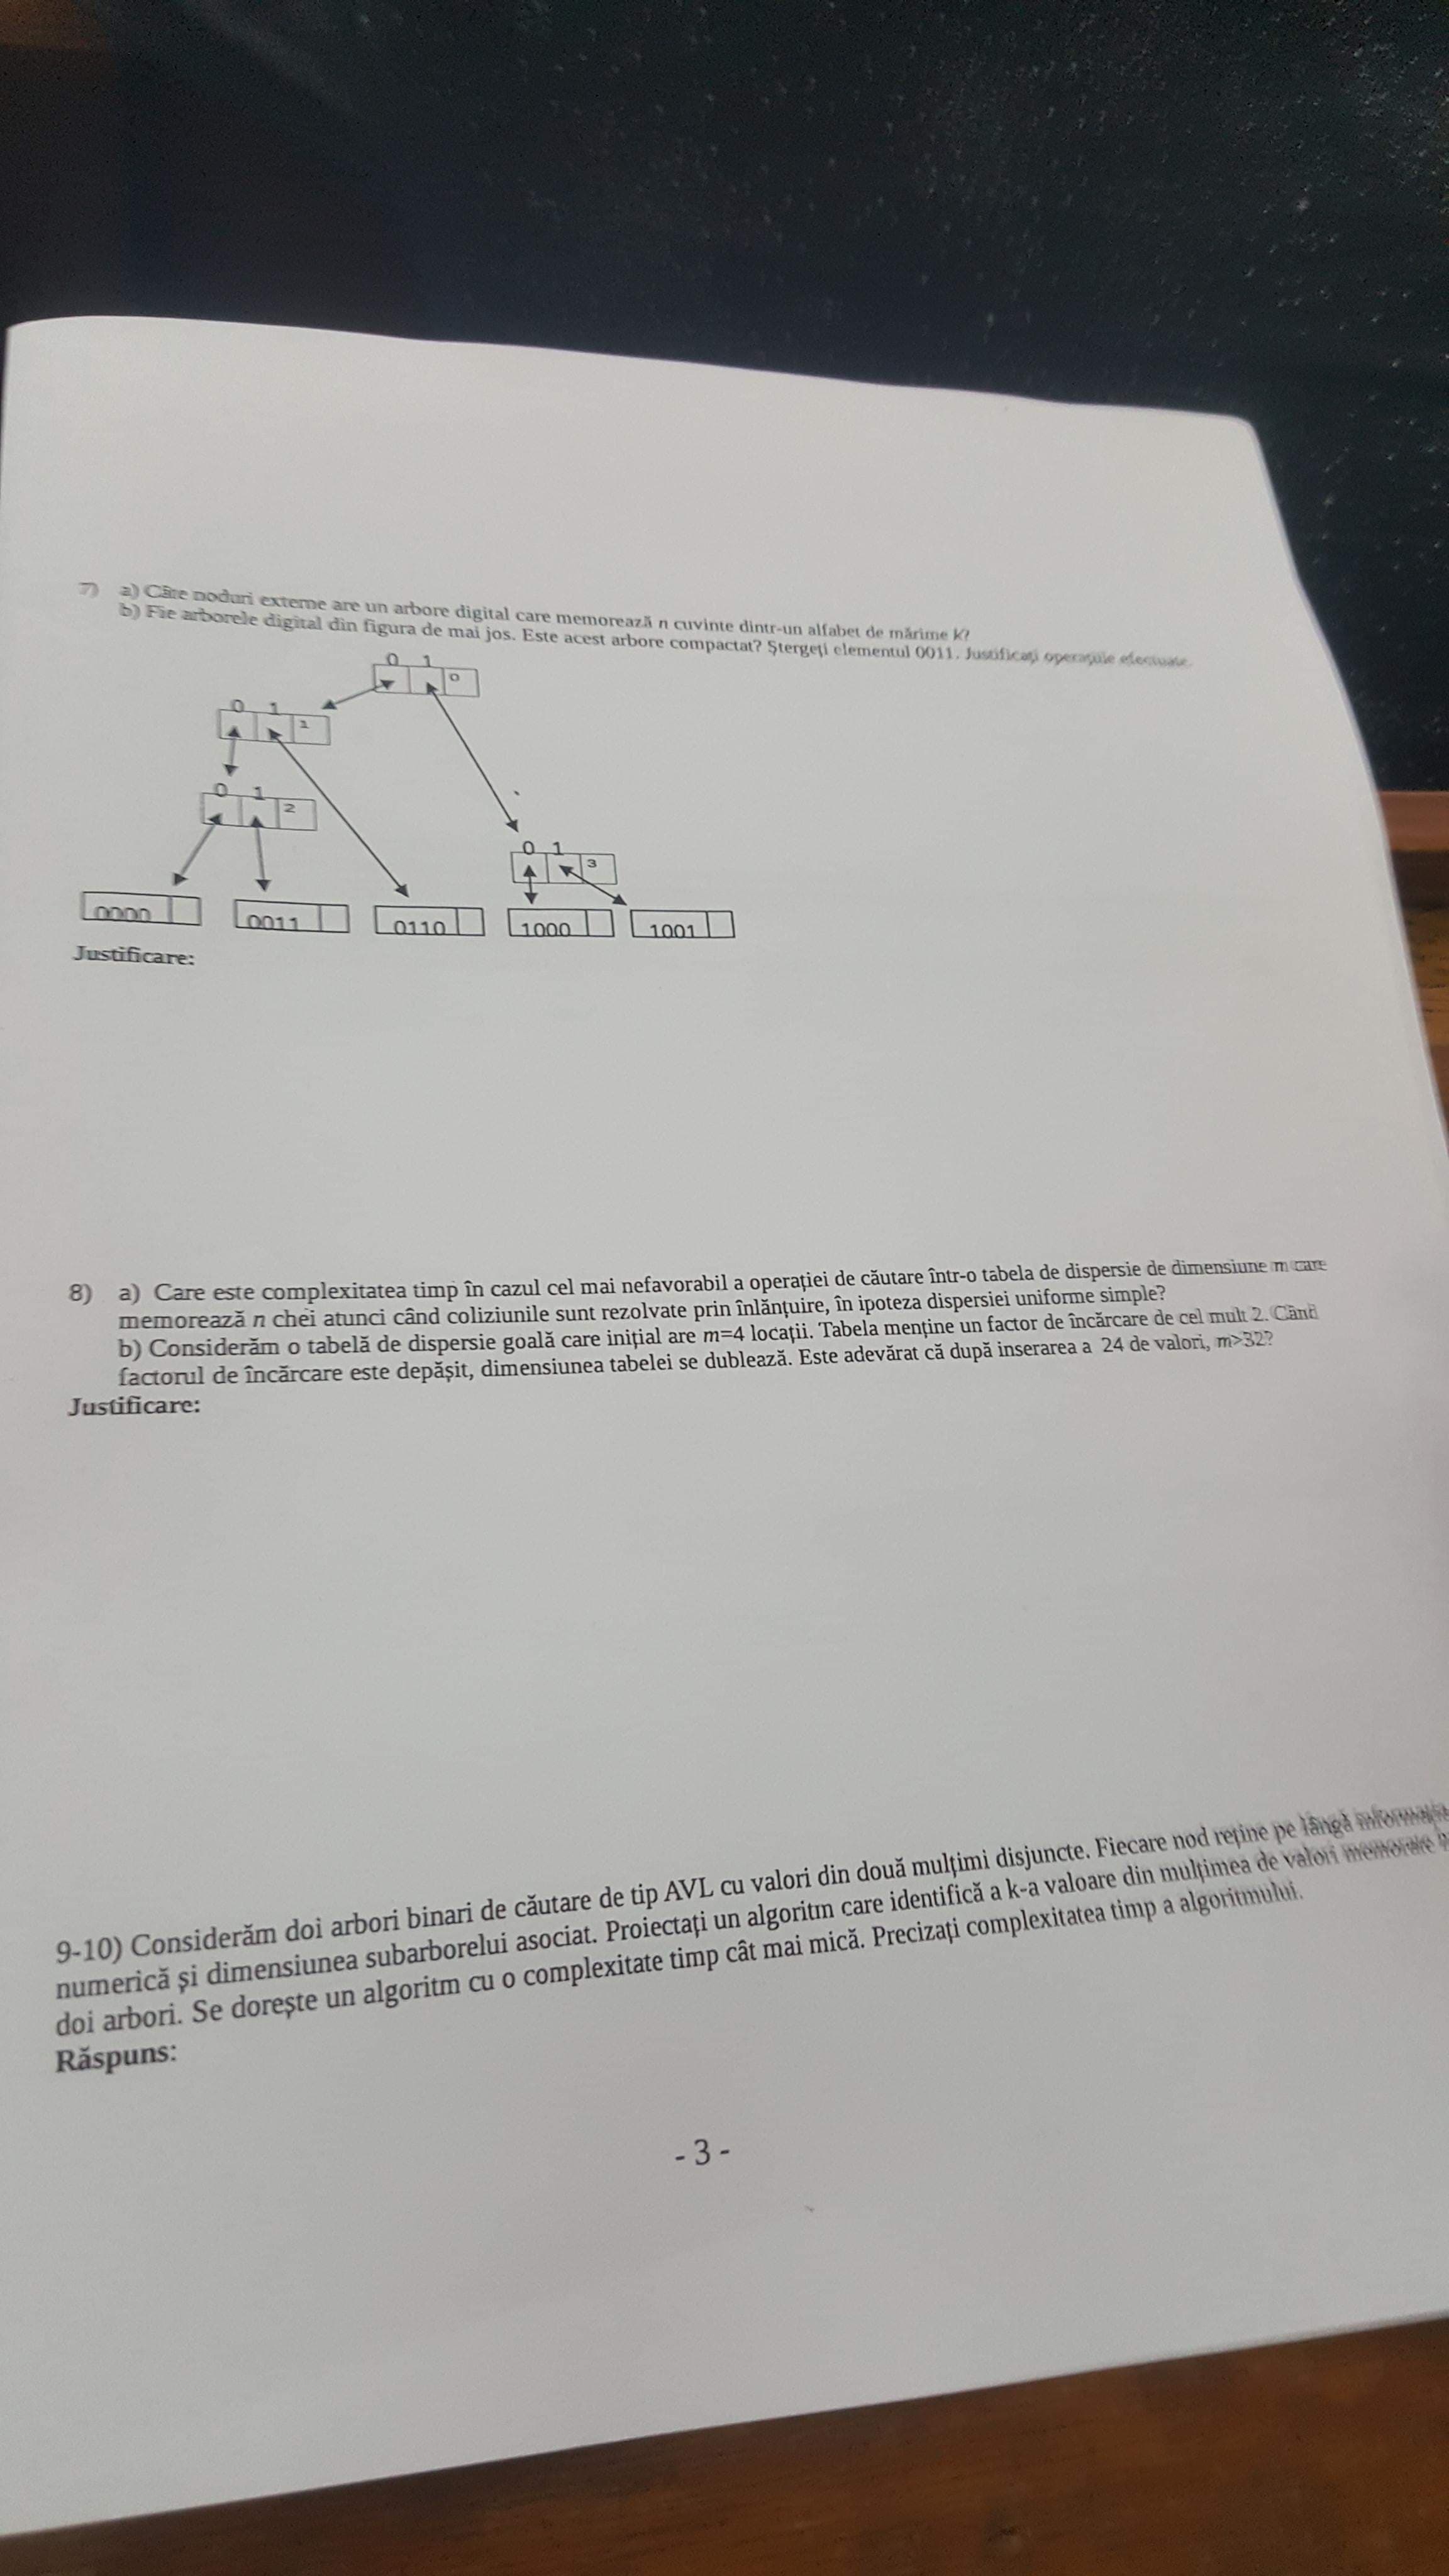 7) a) Câte noduri externe are un arbore digital care memorează n cuvinte dintr-un alfabet de mărime k?
b) Fie arborele digital din figura de mai jos. Este acest arbore compactat? Ștergeți elementul 0011. Justificați operațiile efectuate.
0 1
0
0 1
1
0 1
2
0 1
3
0000 0011 0110 1000 1001
Justificare:
8) a) Care este complexitatea timp în cazul cel mai nefavorabil a operației de căutare într-o tabela de dispersie de dimensiune m care
memorează n chei atunci când coliziunile sunt rezolvate prin înlănțuire, în ipoteza dispersiei uniforme simple?
b) Considerăm o tabelă de dispersie goală care inițial are m=4 locații. Tabela menține un factor de încărcare de cel mult 2. Când
factorul de încărcare este depășit, dimensiunea tabelei se dublează. Este adevărat că după inserarea a 24 de valori, m>32?
Justificare:
9-10) Considerăm doi arbori binari de căutare de tip AVL cu valori din două mulțimi disjuncte. Fiecare nod reține pe lângă
numerică și dimensiunea subarborelui asociat. Proiectați un algoritm care identifică a k-a valoare din mulțimea de valori memorate
doi arbori. Se dorește un algoritm cu o complexitate timp cât mai mică. Precizați complexitatea timp a algoritmului.
Răspuns:
- 3 -